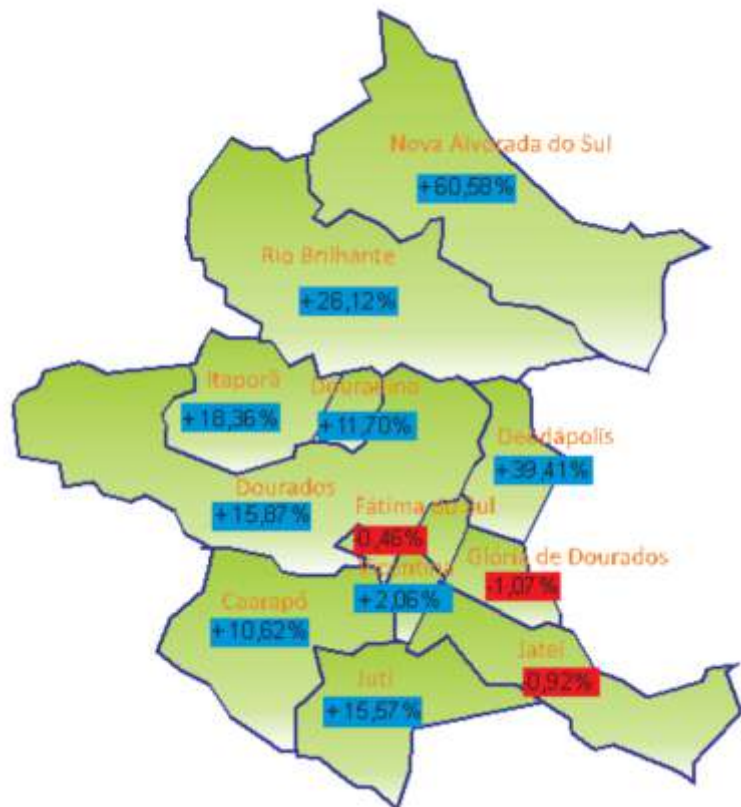 Nova Alvorada do Sul
+60,58%
Rio Brilhante
+26,12%
Itaporã
+18,36%
Douradina
+11,70%
Deodápolis
+39,41%
Dourados
+15,87%
Fátima do Sul
-0,46%
Glória de Dourados
-1,07%
Vicentina
+2,06%
Caarapó
+10,62%
Jateí
-0,92%
Juti
+15,57%